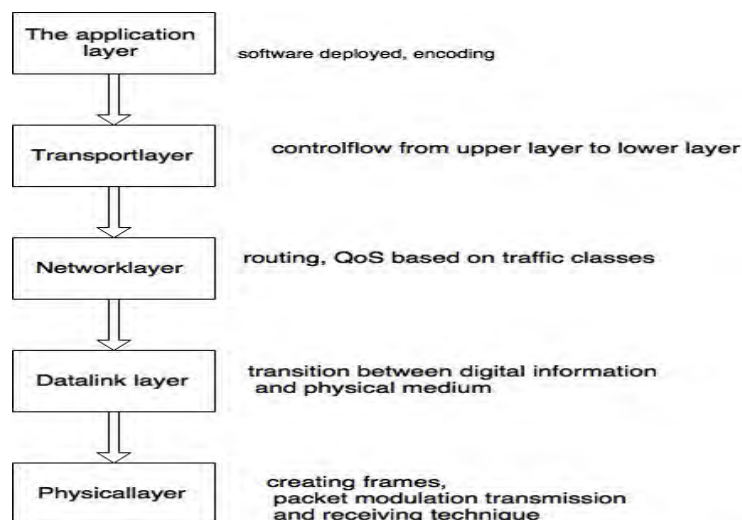 The application
layer
software deployed, encoding
Transportlayer
controlflow from upper layer to lower layer
Networklayer
routing, QoS based on traffic classes
Datalink layer
transition between digital information
and physical medium
Physicallayer
creating frames,
packet modulation transmission
and receiving technique